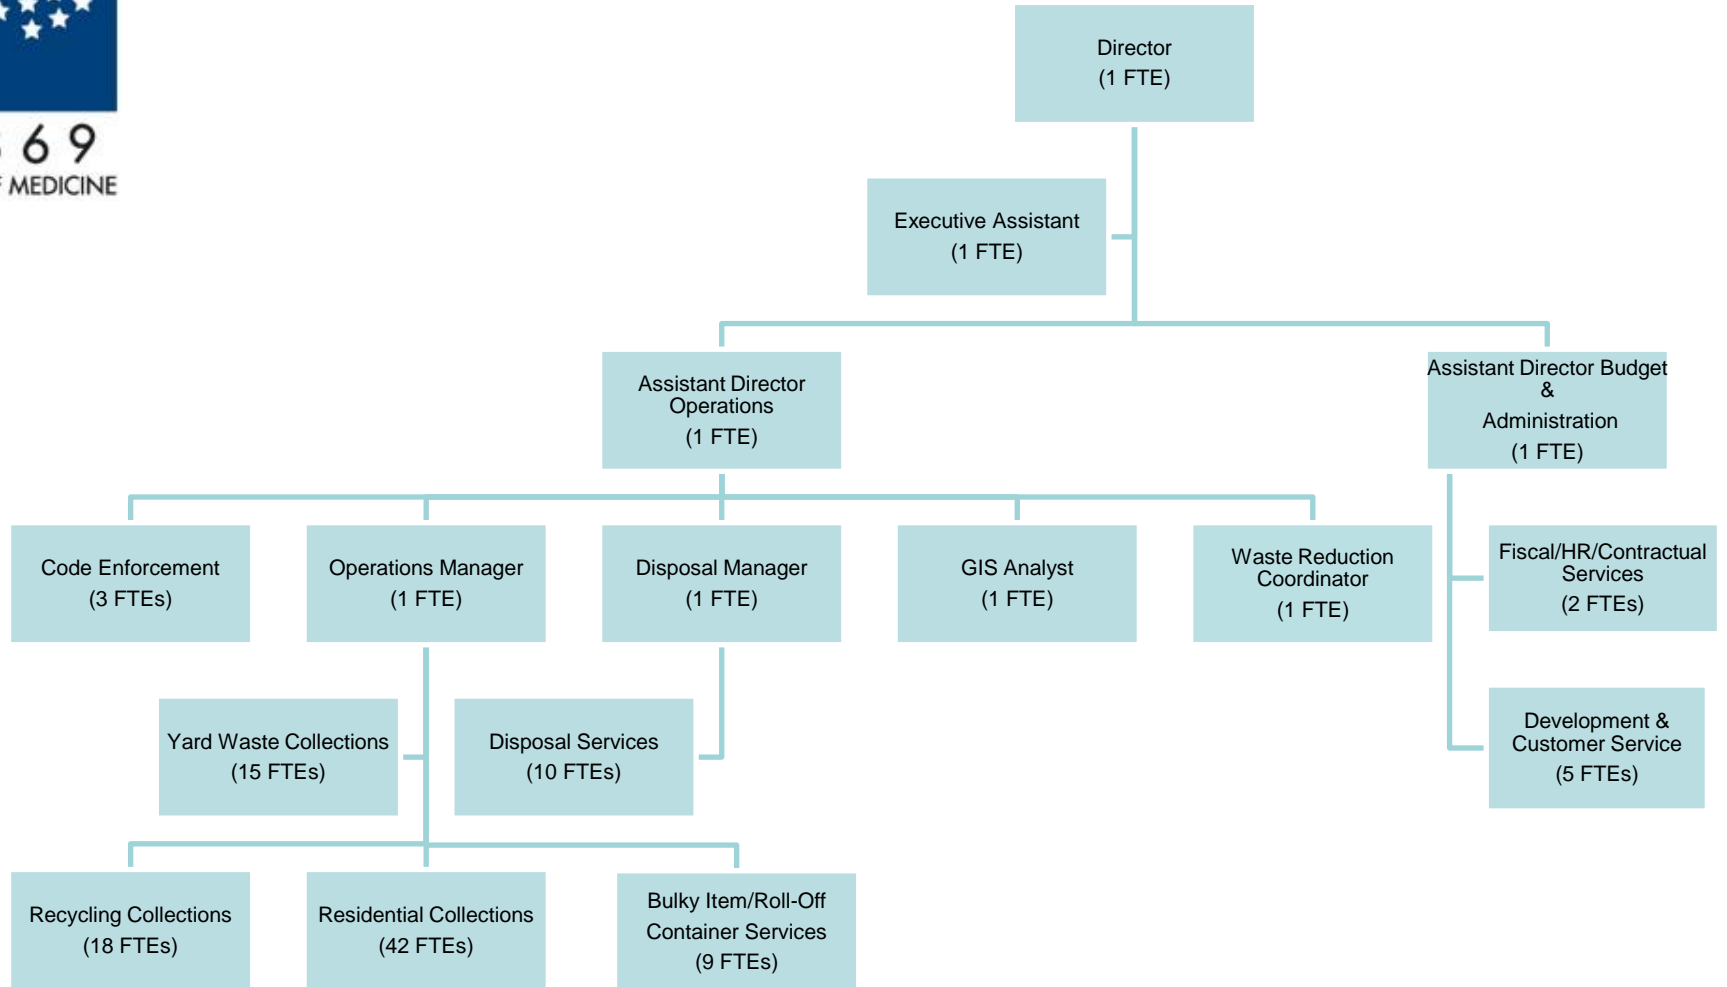 6 9
MEDICINE
Director
(1 FTE)
Executive Assistant
(1 FTE)
Assistant Director
Operations
(1 FTE)
Assistant Director Budget
&
Administration
(1 FTE)
Code Enforcement
(3 FTEs)
Operations Manager
(1 FTE)
Disposal Manager
(1 FTE)
GIS Analyst
(1 FTE)
Waste Reduction
Coordinator
(1 FTE)
Fiscal/HR/Contractual
Services
(2 FTEs)
Yard Waste Collections
(15 FTEs)
Disposal Services
(10 FTEs)
Development &
Customer Service
(5 FTEs)
Recycling Collections
(18 FTEs)
Residential Collections
(42 FTEs)
Bulky Item/Roll-Off
Container Services
(9 FTEs)